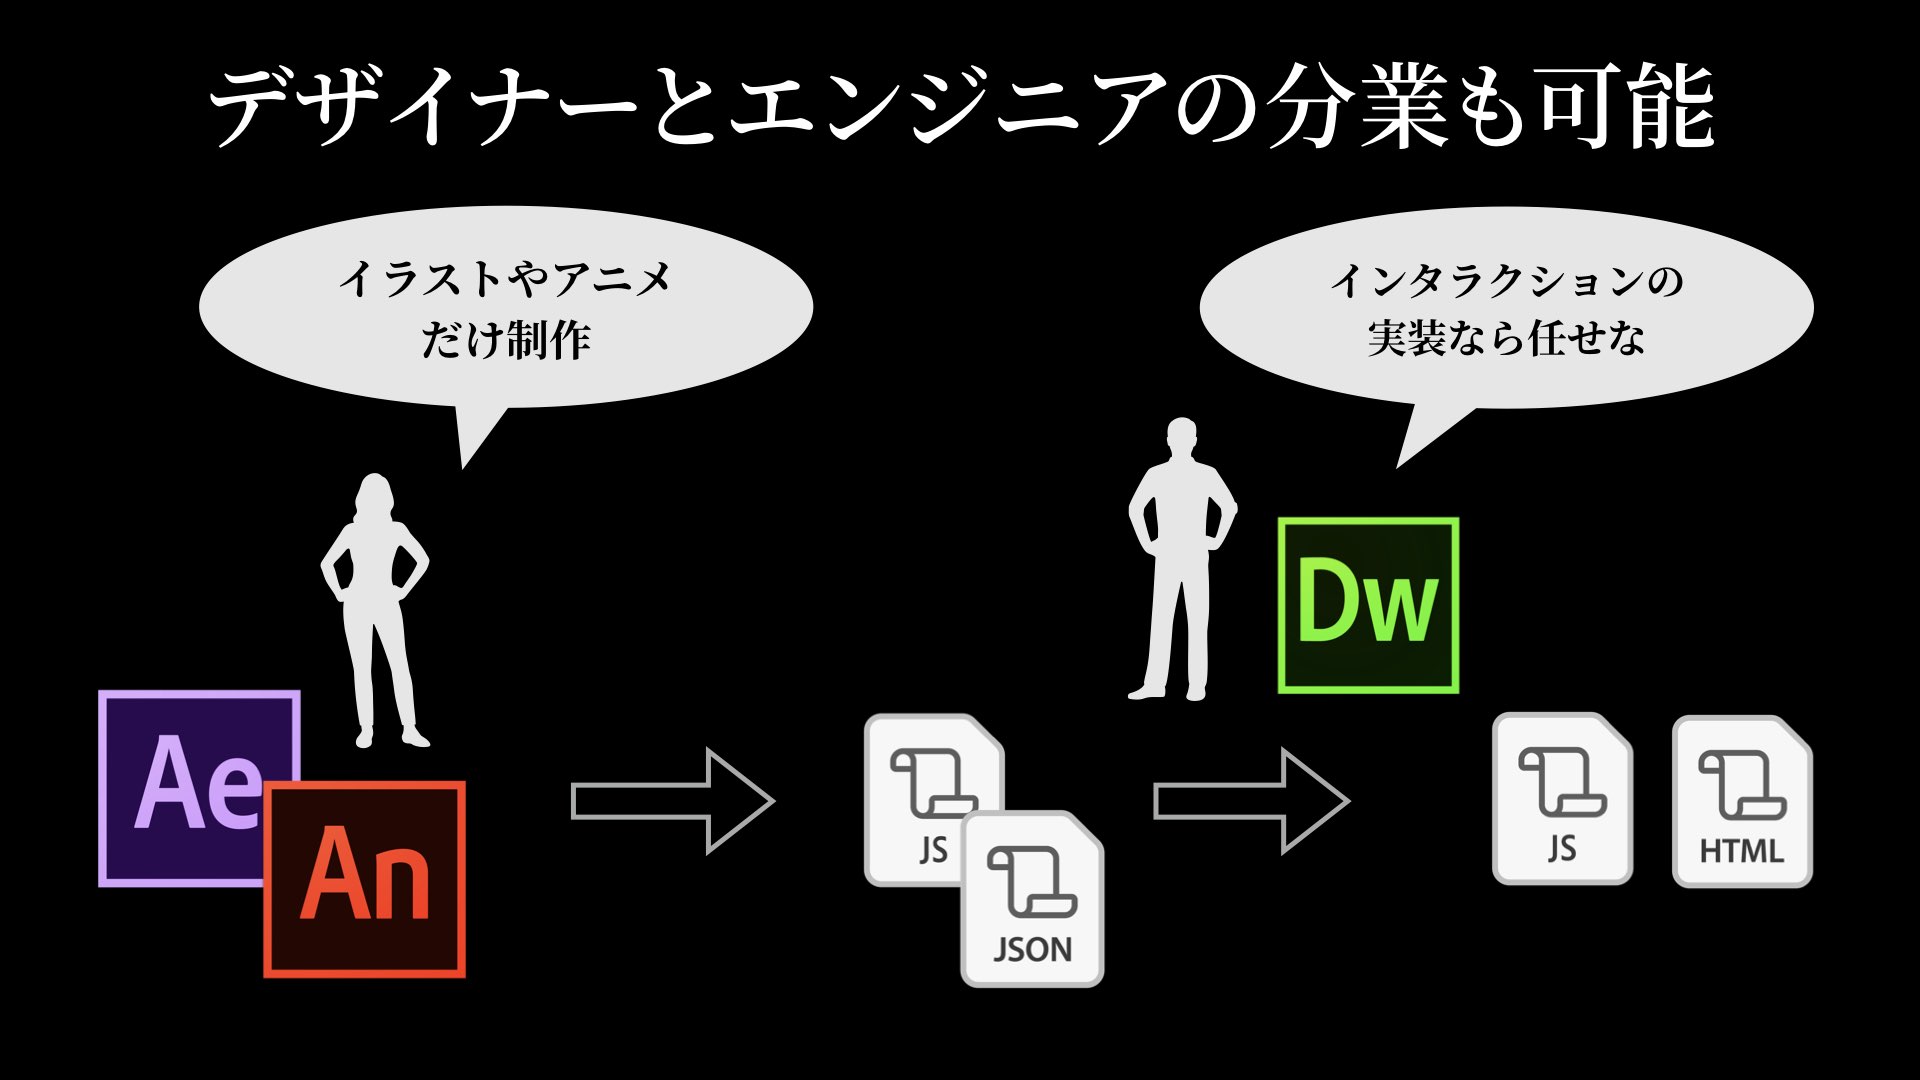 デザイナーとエンジニアの分業も可能
イラストやアニメ
だけ制作
インタラクションの
実装なら任せな
Dw
Ae
An
JS
JSON
JS
HTML